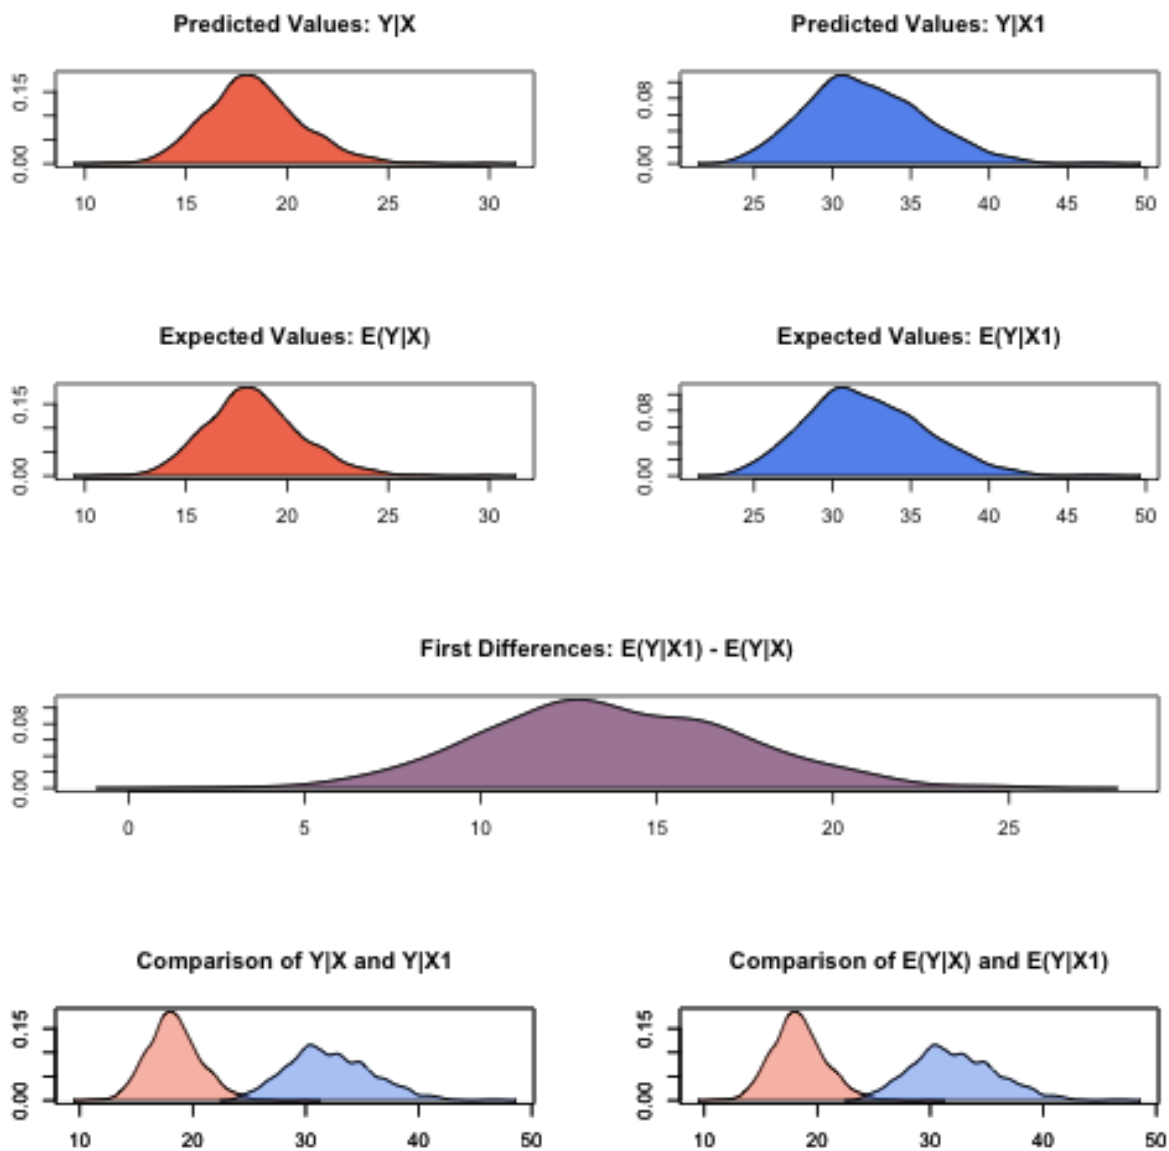 Predicted Values: Y|X
0.00 0.15
10 15 20 25 30
Predicted Values: Y|X1
0.00 0.08
25 30 35 40 45 50
Expected Values: E(Y|X)
0.00 0.15
10 15 20 25 30
Expected Values: E(Y|X1)
0.00 0.08
25 30 35 40 45 50
First Differences: E(Y|X1) - E(Y|X)
0.00 0.08
0 5 10 15 20 25
Comparison of Y|X and Y|X1
0.00 0.15
10 20 30 40 50
Comparison of E(Y|X) and E(Y|X1)
0.00 0.15
10 20 30 40 50